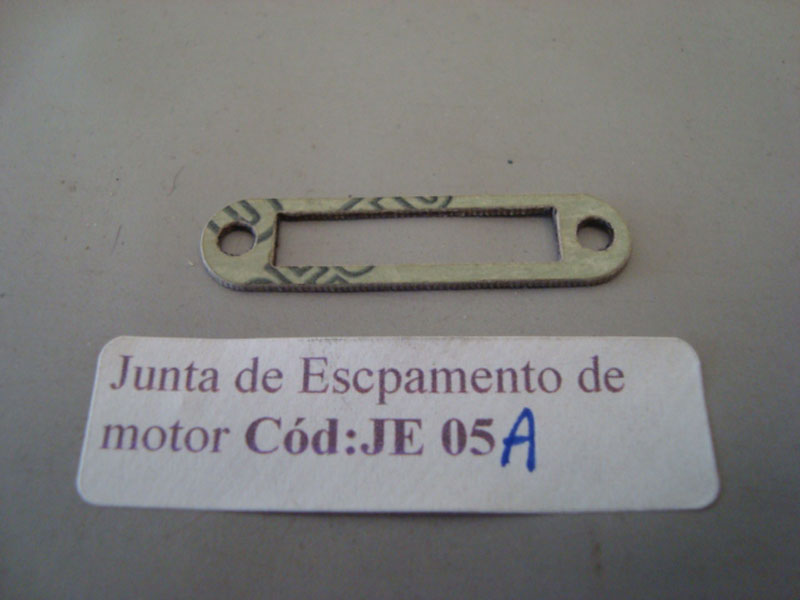 Junta de Escpamento de
motor Cód:JE 05A